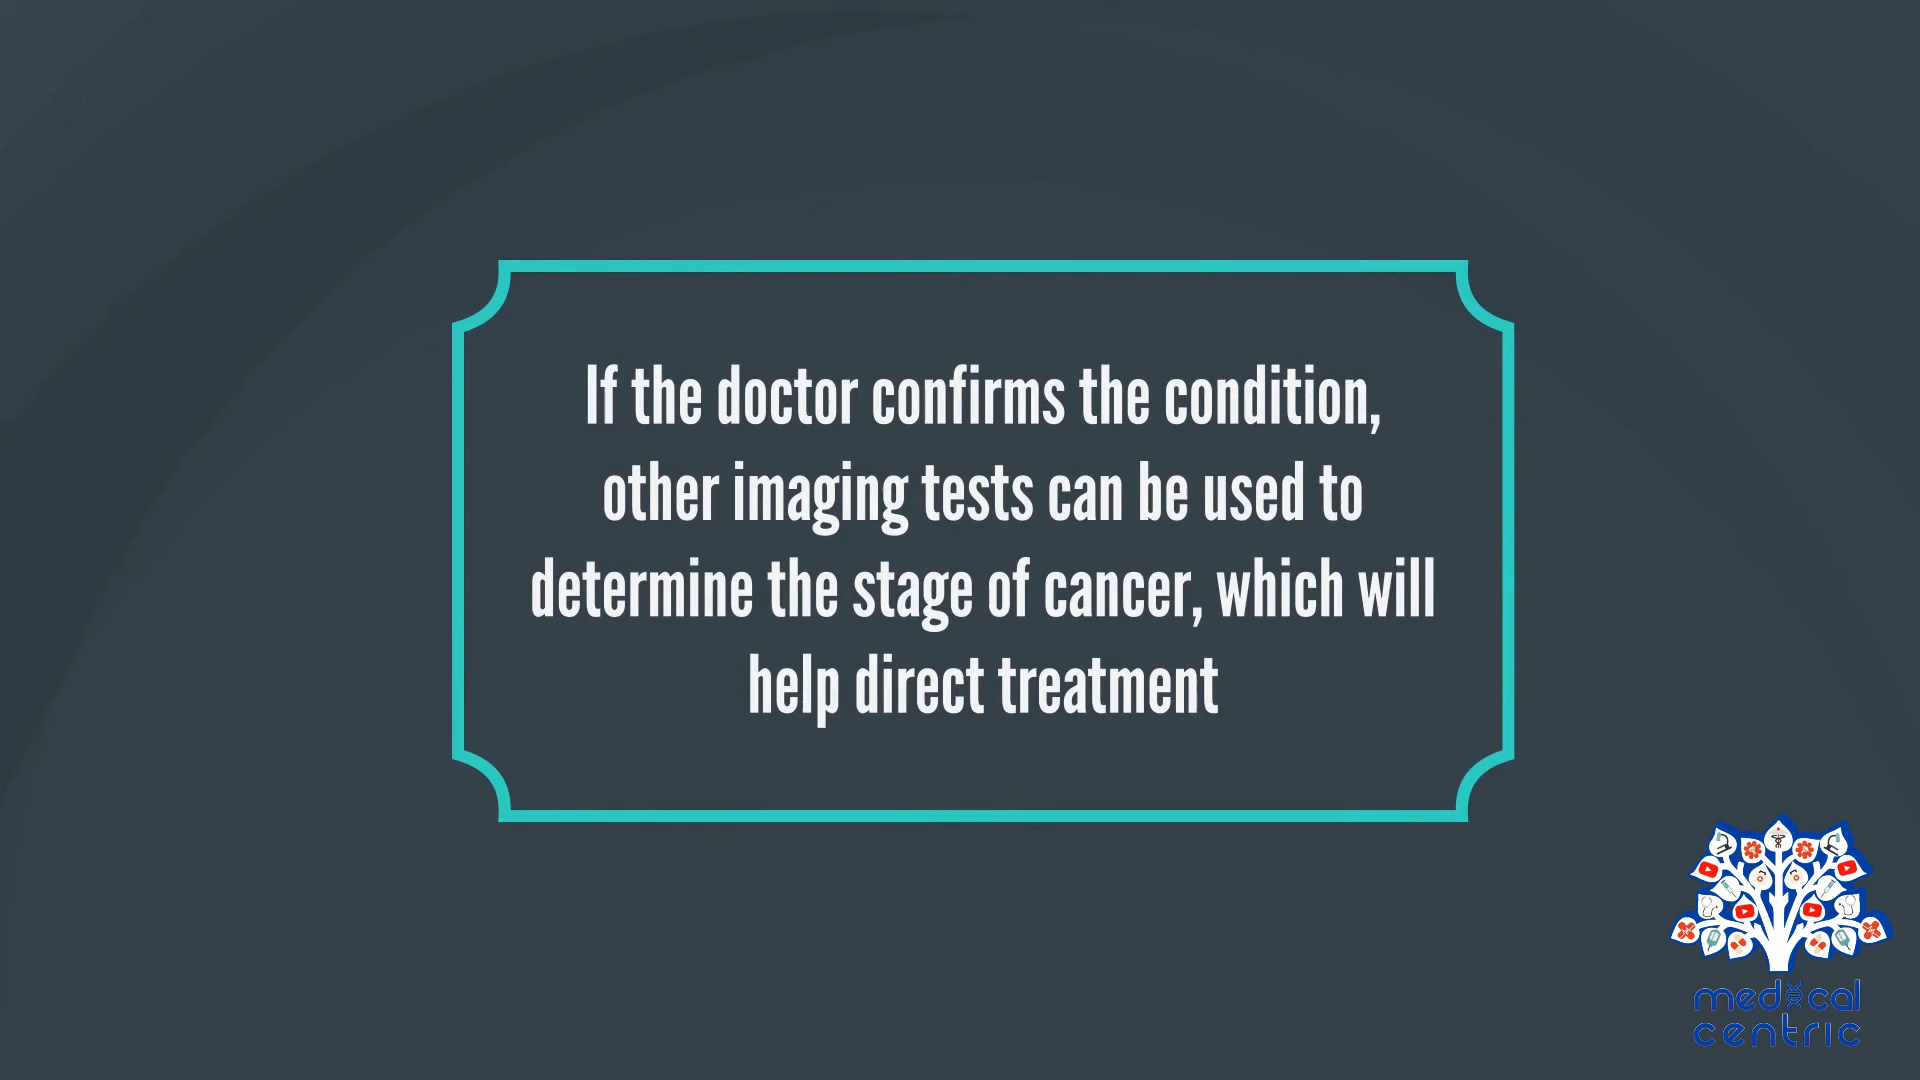 If the doctor confirms the condition,
other imaging tests can be used to
determine the stage of cancer, which will
help direct treatment
medical
centric